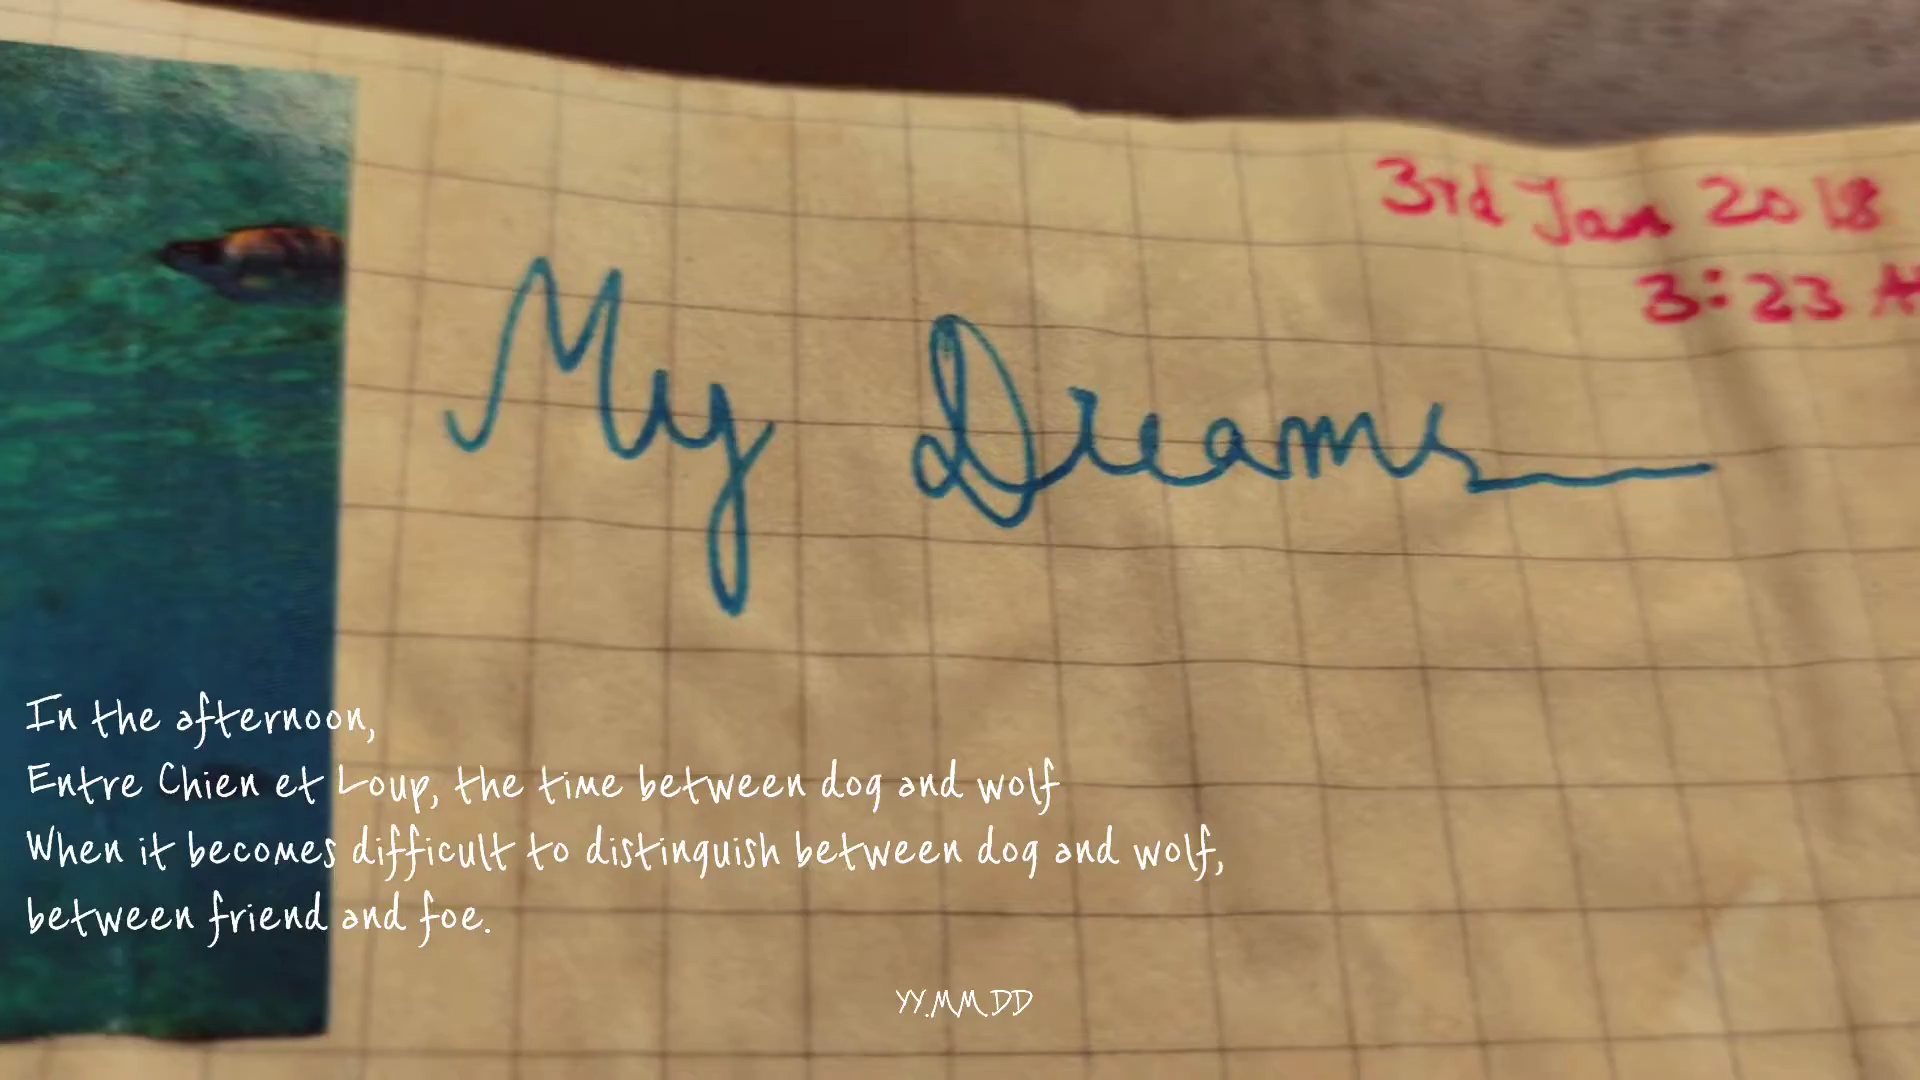 3rd Jan 2018
3:23 A
My Dreams
In the afternoon,
Entre Chien et Loup, the time between dog and wolf
When it becomes difficult to distinguish between dog and wolf,
between friend and foe.
YY.MM.DD